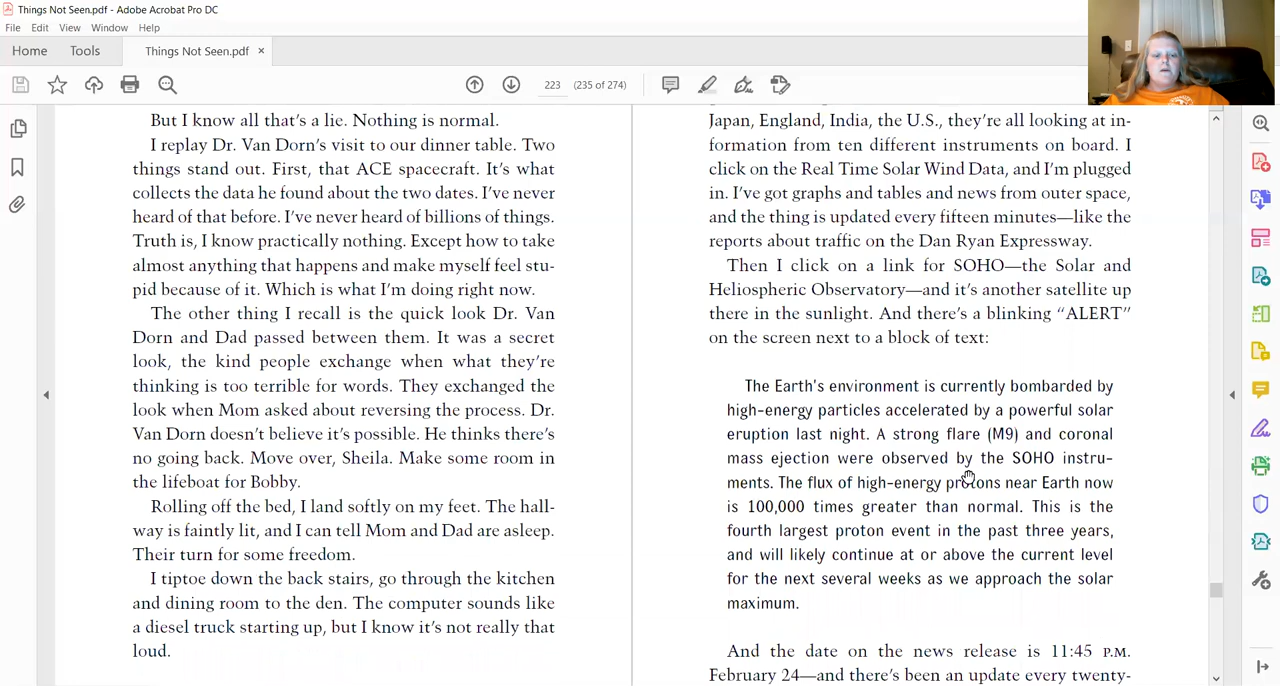 Things Not Seen.pdf - Adobe Acrobat Pro DC
File Edit View Window Help
Home Tools Things Not Seen.pdf ×
223 (235 of 274)
But I know all that's a lie. Nothing is normal.
I replay Dr. Van Dorn's visit to our dinner table. Two
things stand out. First, that ACE spacecraft. It's what
collects the data he found about the two dates. I've never
heard of that before. I've never heard of billions of things.
Truth is, I know practically nothing. Except how to take
almost anything that happens and make myself feel stu-
pid because of it. Which is what I'm doing right now.
The other thing I recall is the quick look Dr. Van
Dorn and Dad passed between them. It was a secret
look, the kind people exchange when what they're
thinking is too terrible for words. They exchanged the
look when Mom asked about reversing the process. Dr.
Van Dorn doesn't believe it's possible. He thinks there's
no going back. Move over, Sheila. Make some room in
the lifeboat for Bobby.
Rolling off the bed, I land softly on my feet. The hall-
way is faintly lit, and I can tell Mom and Dad are asleep.
Their turn for some freedom.
I tiptoe down the back stairs, go through the kitchen
and dining room to the den. The computer sounds like
a diesel truck starting up, but I know it's not really that
loud.
Japan, England, India, the U.S., they're all looking at in-
formation from ten different instruments on board. I
click on the Real Time Solar Wind Data, and I'm plugged
in. I've got graphs and tables and news from outer space,
and the thing is updated every fifteen minutes—like the
reports about traffic on the Dan Ryan Expressway.
Then I click on a link for SOHO—the Solar and
Heliospheric Observatory—and it's another satellite up
there in the sunlight. And there's a blinking "ALERT"
on the screen next to a block of text:
The Earth's environment is currently bombarded by
high-energy particles accelerated by a powerful solar
eruption last night. A strong flare (M9) and coronal
mass ejection were observed by the SOHO instru-
ments. The flux of high-energy protons near Earth now
is 100,000 times greater than normal. This is the
fourth largest proton event in the past three years,
and will likely continue at or above the current level
for the next several weeks as we approach the solar
maximum.
And the date on the news release is 11:45 P.M.
February 24—and there's been an update every twenty-